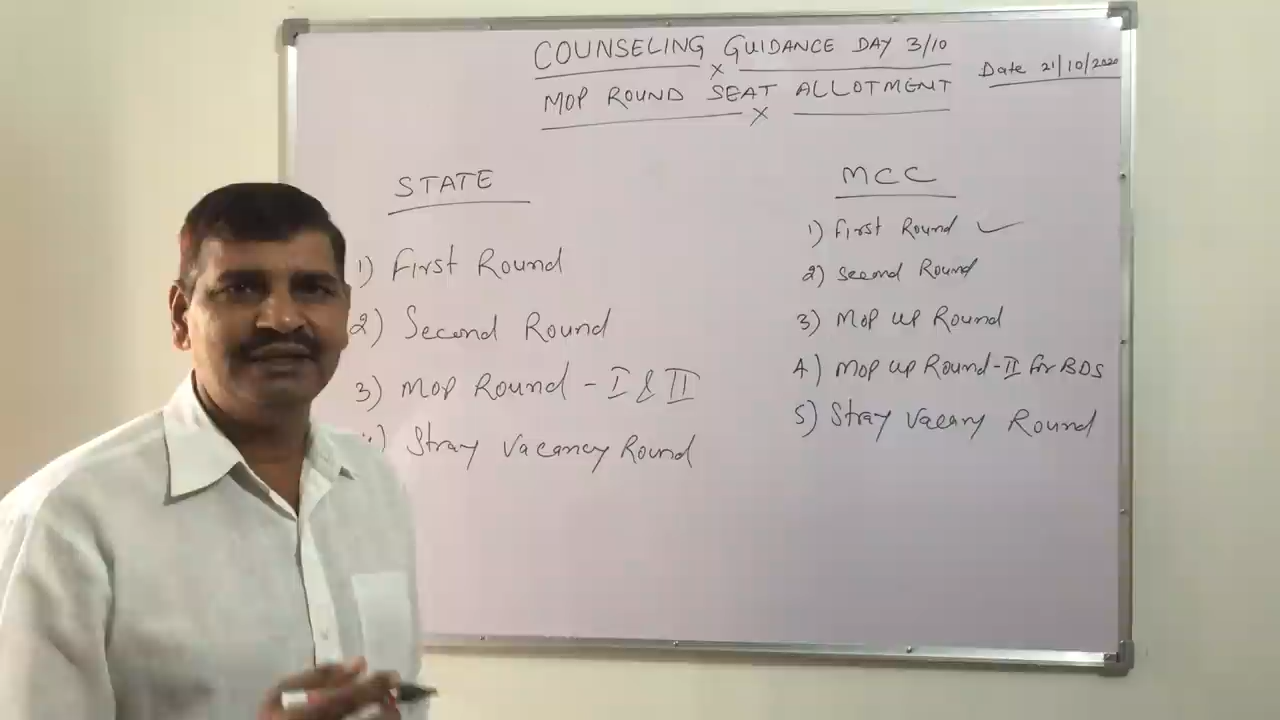 COUNSELING GUIDANCE DAY 3/10
Date 21/10/2020
MOP ROUND SEAT ALLOTMENT
STATE
1) First Round
2) Second Round
3) Mop Round - I & II
4) Stray Vacancy Round
MCC
1) First Round ✓
2) Second Round
3) Mop up Round
4) Mop up Round-II for BDS
5) Stray Vacany Round